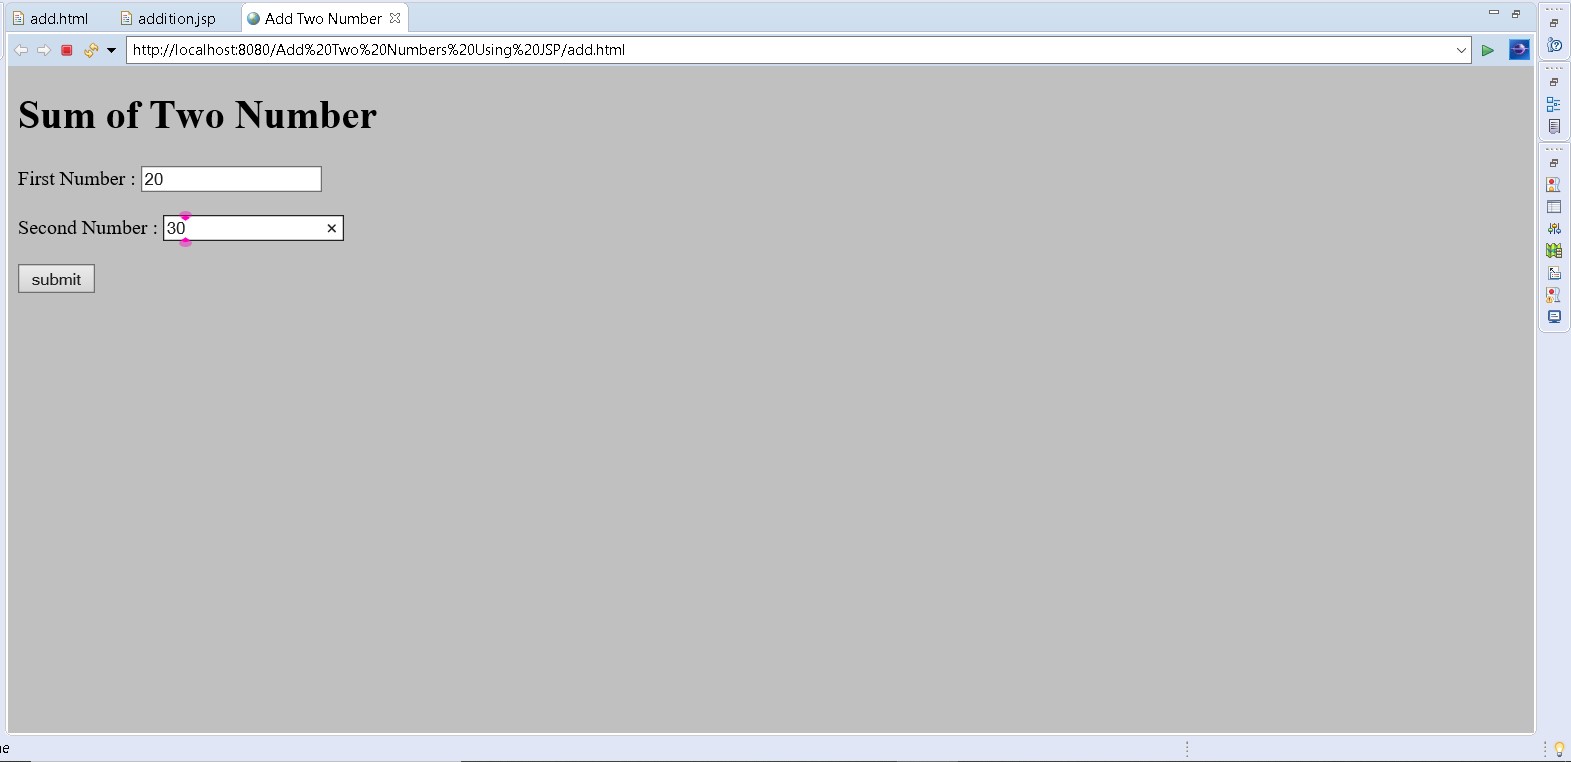 add.html addition.jsp Add Two Number
http://localhost:8080/Add%20Two%20Numbers%20Using%20JSP/add.html
Sum of Two Number
First Number : 20
Second Number : 30
submit